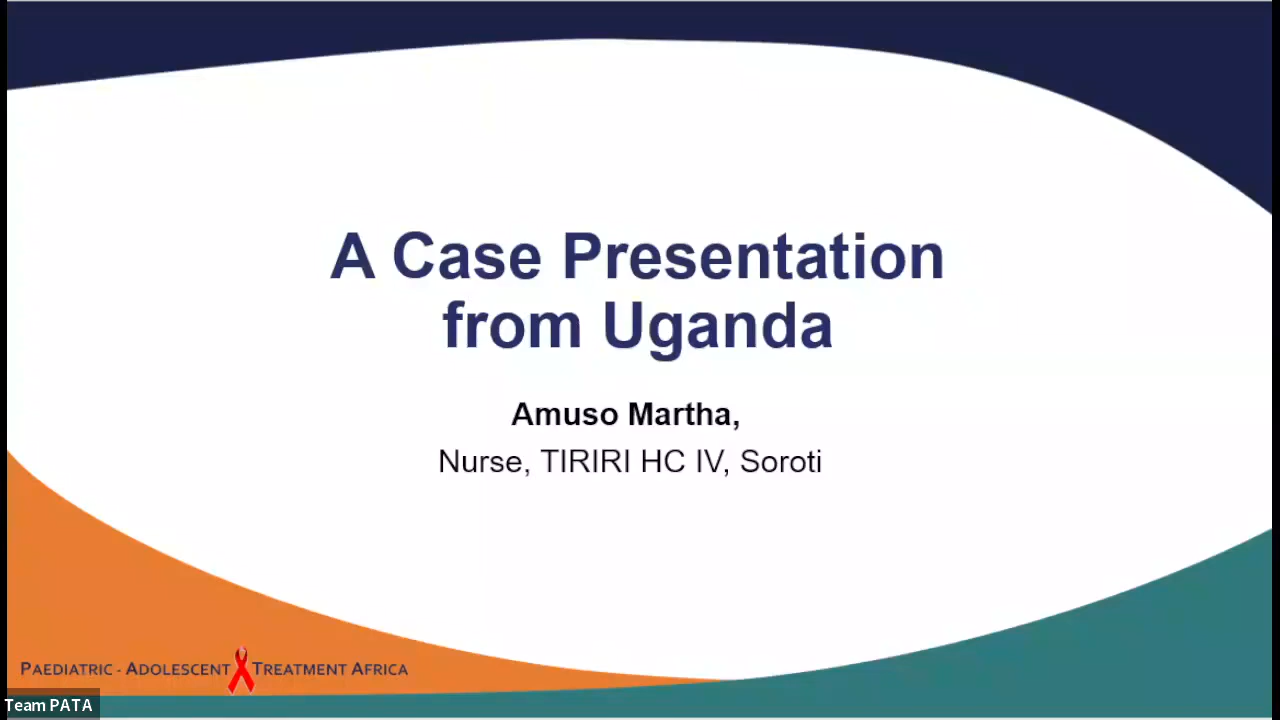 A Case Presentation
from Uganda
Amuso Martha,
Nurse, TIRIRI HC IV, Soroti
PAEDIATRIC - ADOLESCENT TREATMENT AFRICA
Team PATA